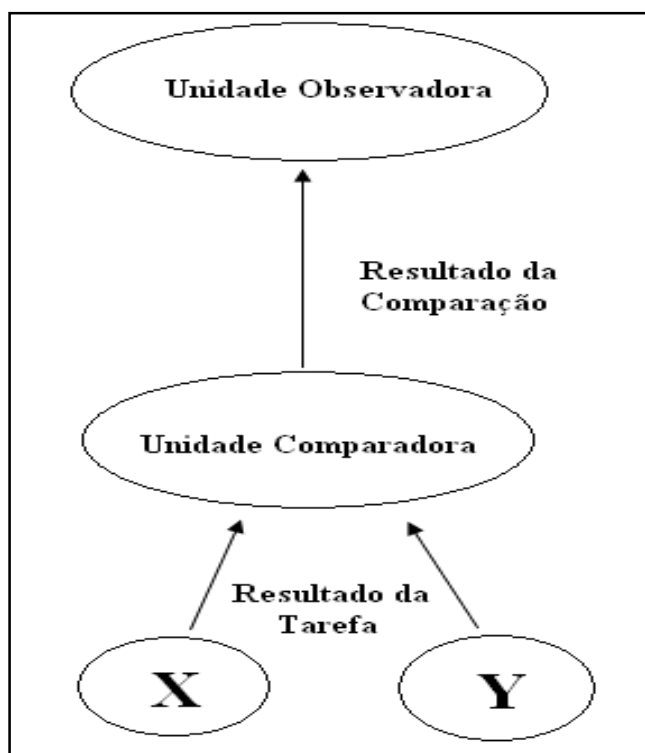 Unidade Observadora
Resultado da
Comparação
Unidade Comparadora
Resultado da
Tarefa
X
Y